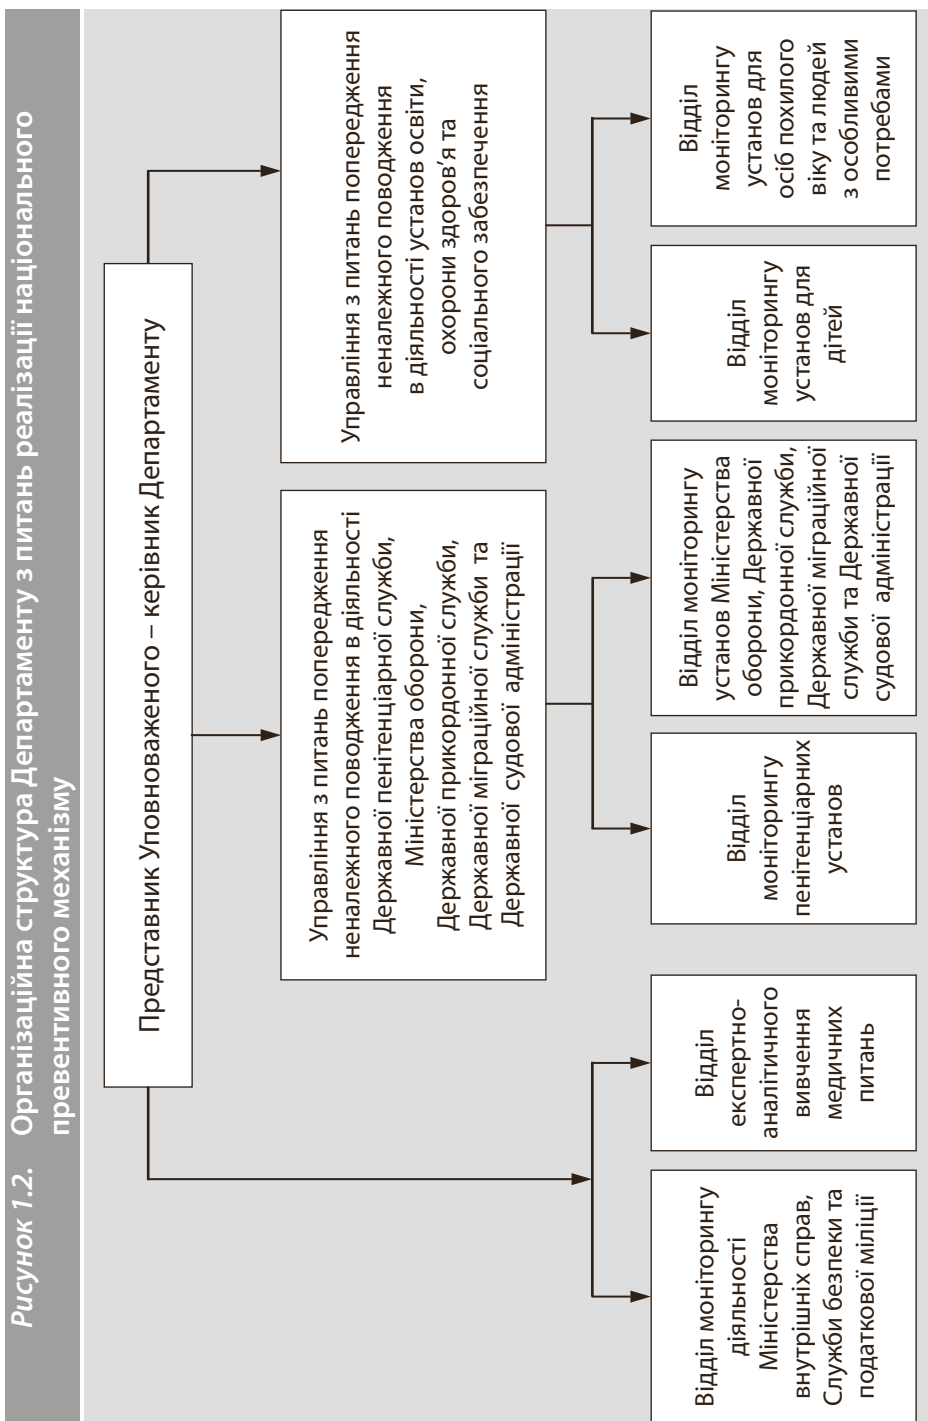 Рисунок 1.2. Організаційна структура Департаменту з питань реалізації національного
превентивного механізму
Представник Уповноваженого – керівник Департаменту
Управління з питань попередження
неналежного поводження в діяльності
Державної пенітенціарної служби,
Міністерства оборони,
Державної прикордонної служби,
Державної міграційної служби та
Державної судової адміністрації
Управління з питань попередження
неналежного поводження
в діяльності установ освіти,
охорони здоров'я та
соціального забезпечення
Відділ моніторингу
діяльності
Міністерства
внутрішніх справ,
Служби безпеки та
податкової міліції
Відділ
експертно-
аналітичного
вивчення
медичних
питань
Відділ
моніторингу
пенітенціарних
установ
Відділ моніторингу
установ Міністерства
оборони, Державної
прикордонної служби,
Державної міграційної
служби та Державної
судової адміністрації
Відділ
моніторингу
установ для
дітей
Відділ
моніторингу
установ для
осіб похилого
віку та людей
з особливими
потребами